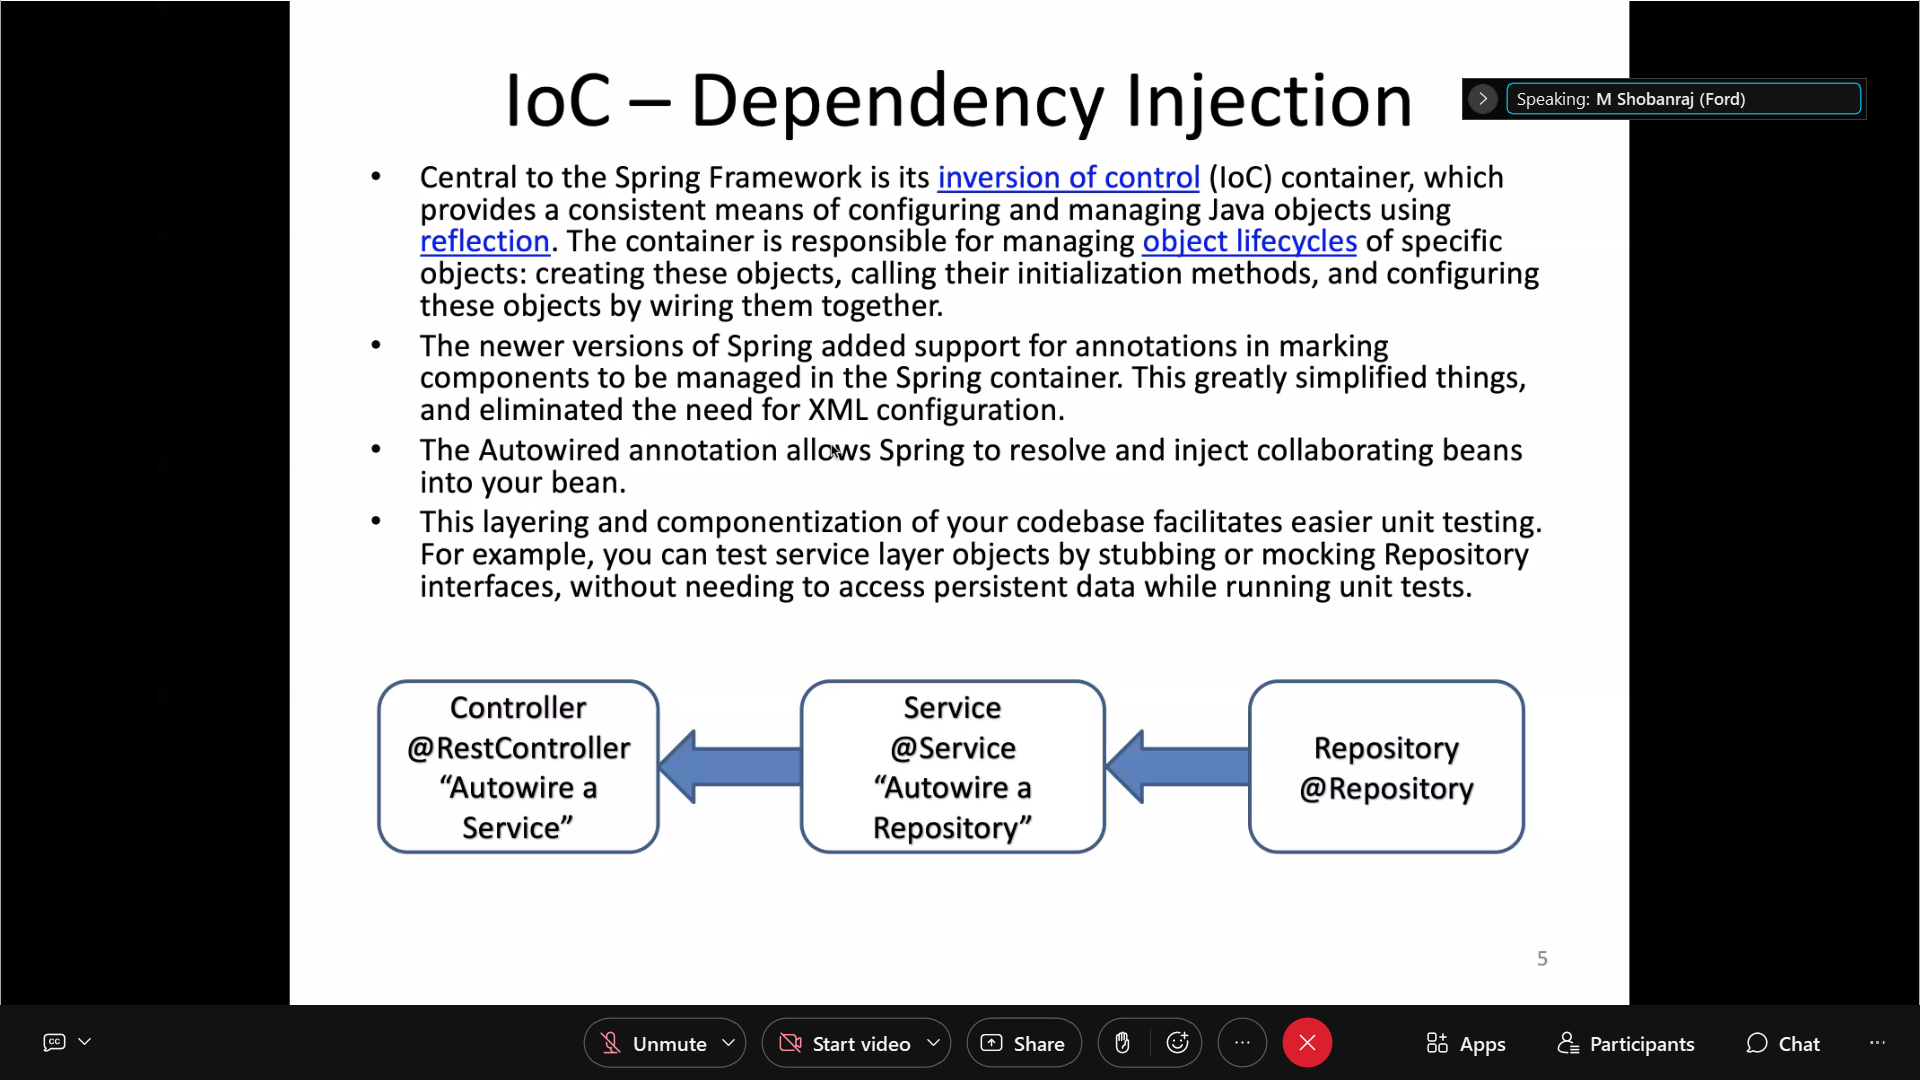 IoC – Dependency Injection
Speaking: M Shobanraj (Ford)
• Central to the Spring Framework is its inversion of control (IoC) container, which
provides a consistent means of configuring and managing Java objects using
reflection. The container is responsible for managing object lifecycles of specific
objects: creating these objects, calling their initialization methods, and configuring
these objects by wiring them together.
• The newer versions of Spring added support for annotations in marking
components to be managed in the Spring container. This greatly simplified things,
and eliminated the need for XML configuration.
• The Autowired annotation allows Spring to resolve and inject collaborating beans
into your bean.
• This layering and componentization of your codebase facilitates easier unit testing.
For example, you can test service layer objects by stubbing or mocking Repository
interfaces, without needing to access persistent data while running unit tests.
Controller
@RestController
“Autowire a
Service”
Service
@Service
“Autowire a
Repository”
Repository
@Repository
5
CC
Unmute
Start video
Share
Apps
Participants
Chat